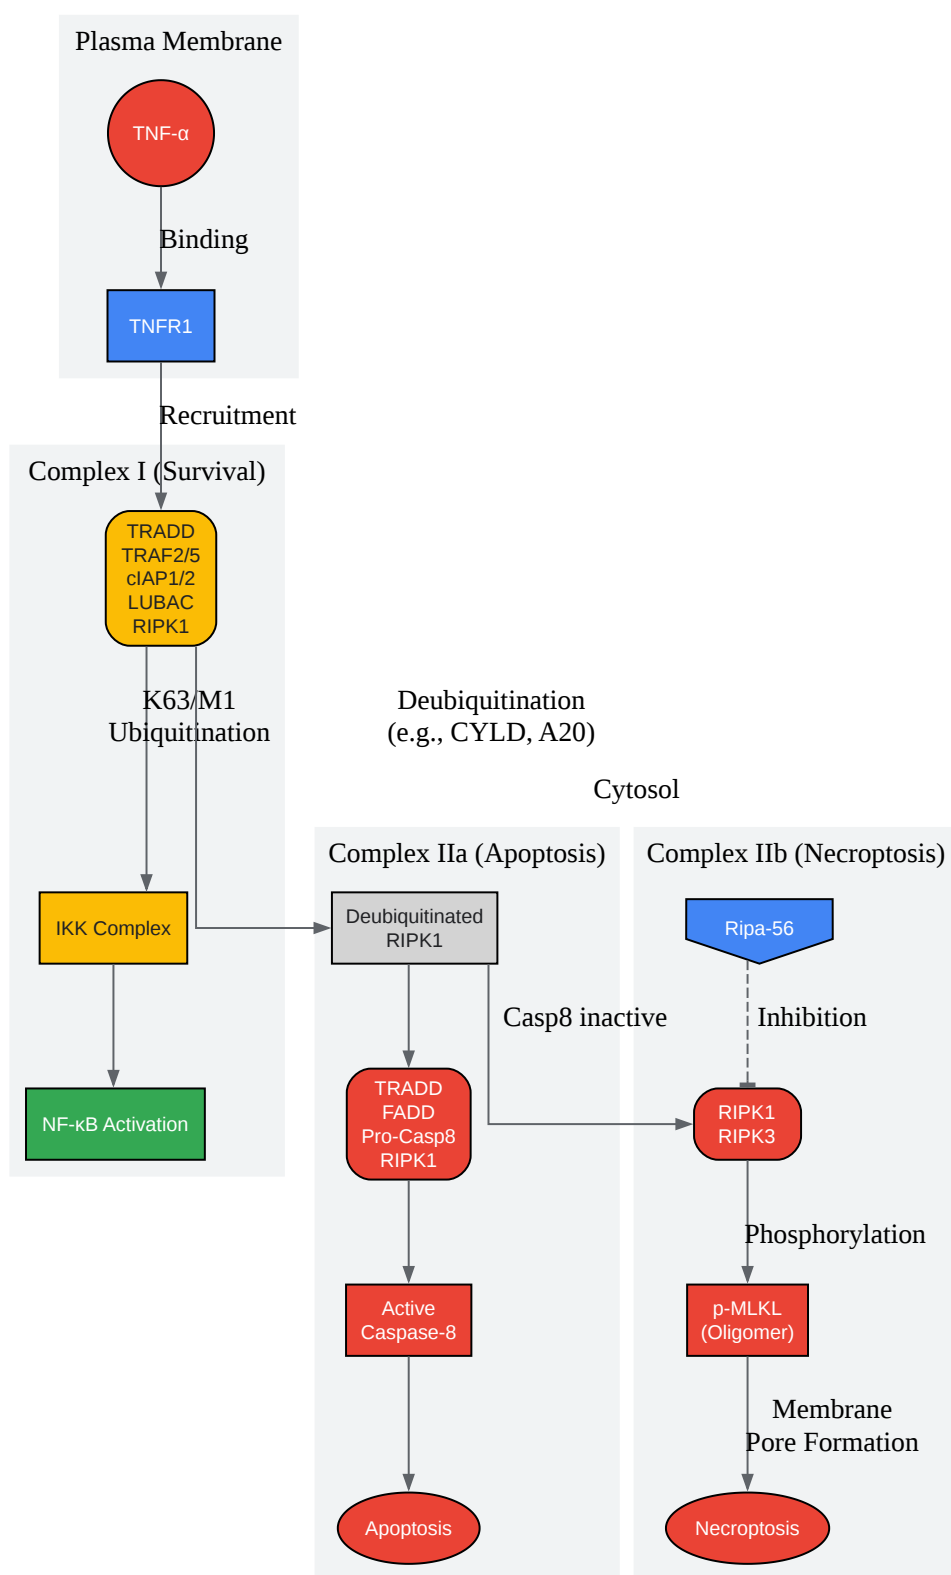 Plasma Membrane
TNF-α
Binding
TNFR1
Recruitment
Complex I (Survival)
TRADD
TRAF2/5
cIAP1/2
LUBAC
RIPK1
K63/M1
Ubiquitination
Deubiquitination
(e.g., CYLD, A20)
Cytosol
Complex IIa (Apoptosis)
Complex IIb (Necroptosis)
IKK Complex
Deubiquitinated
RIPK1
Ripa-56
Casp8 inactive
Inhibition
NF-κB Activation
TRADD
FADD
Pro-Casp8
RIPK1
RIPK1
RIPK3
Phosphorylation
Active
Caspase-8
p-MLKL
(Oligomer)
Membrane
Pore Formation
Apoptosis
Necroptosis